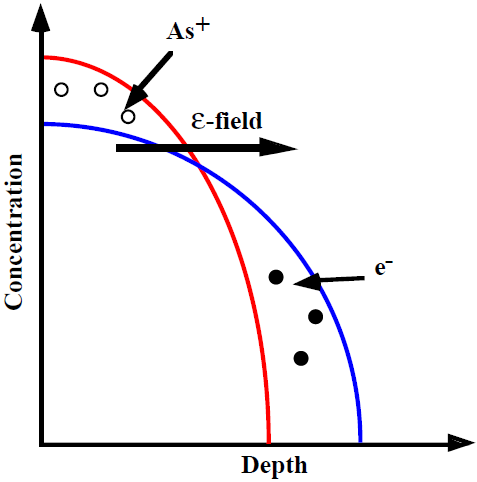 As+
Ɛ-field
e-
Concentration
Depth